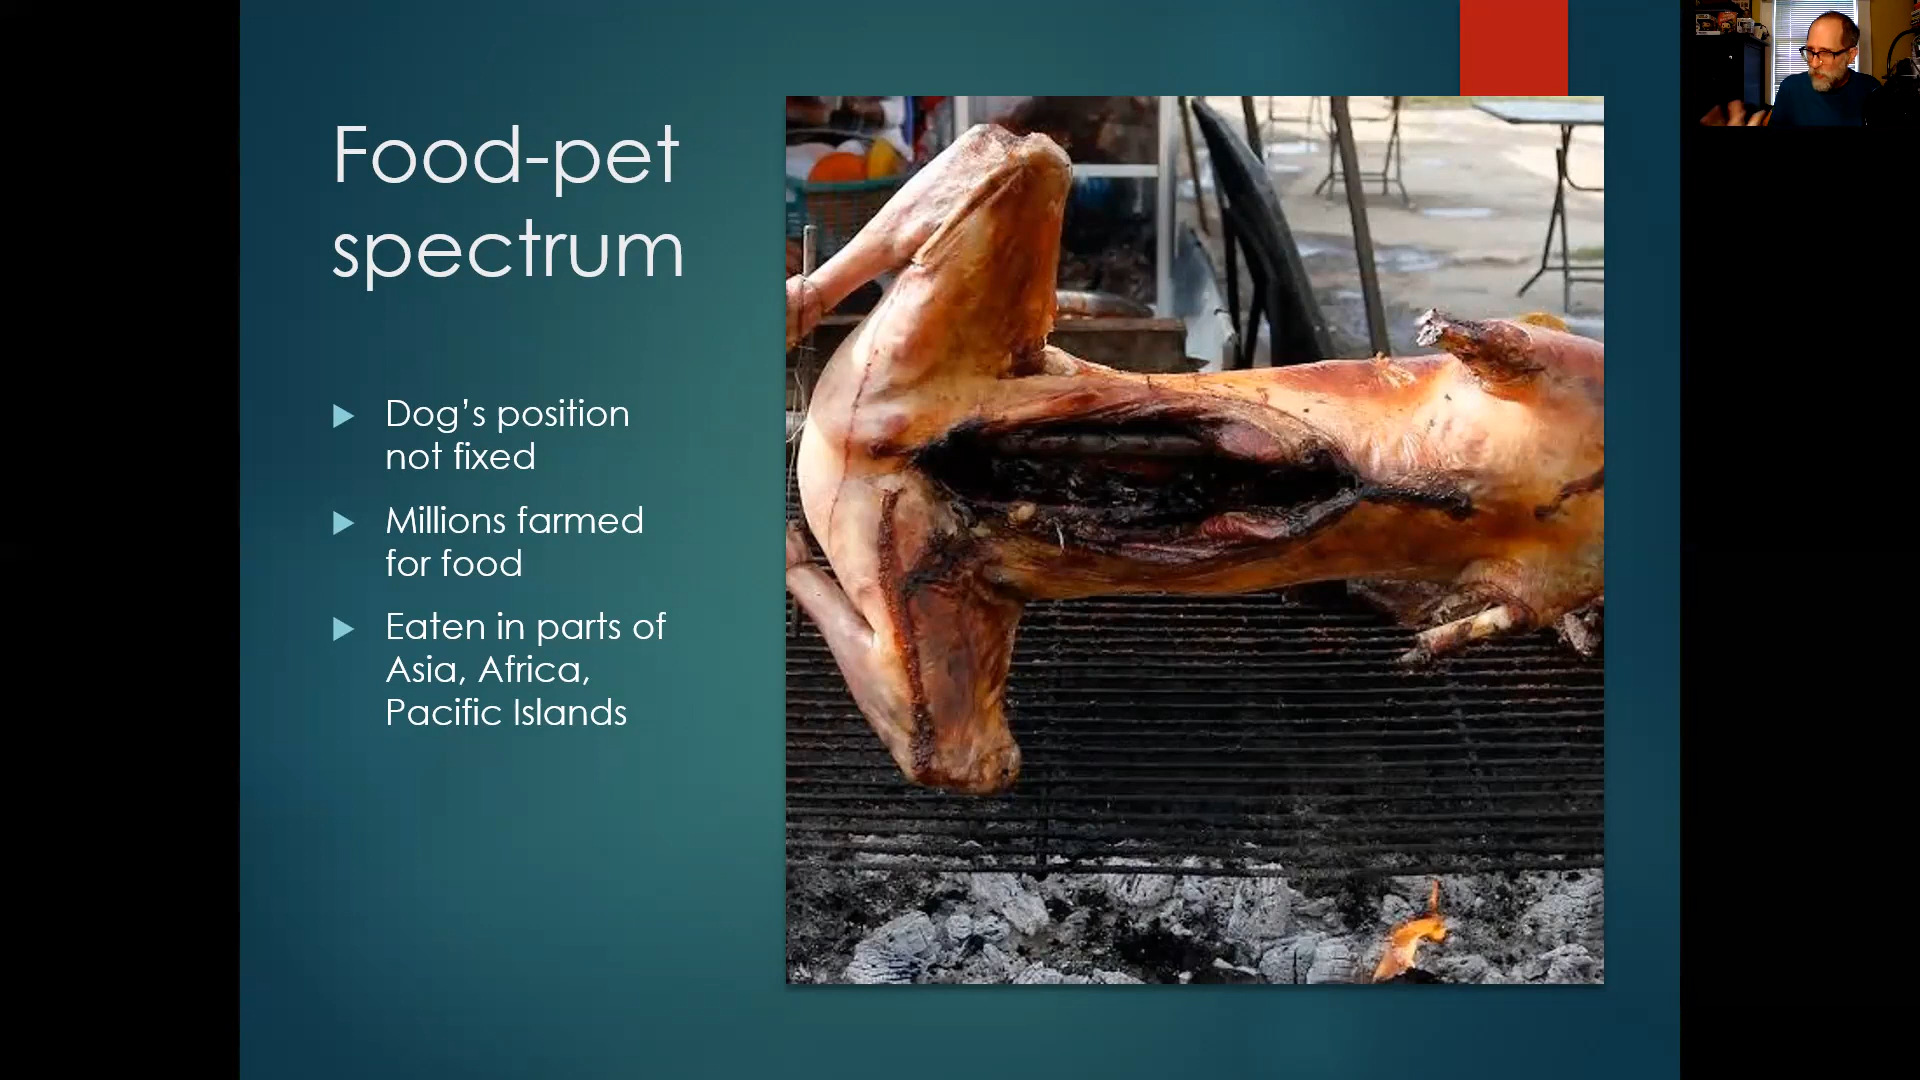 Food-pet
spectrum
Dog's position
not fixed
Millions farmed
for food
Eaten in parts of
Asia, Africa,
Pacific Islands